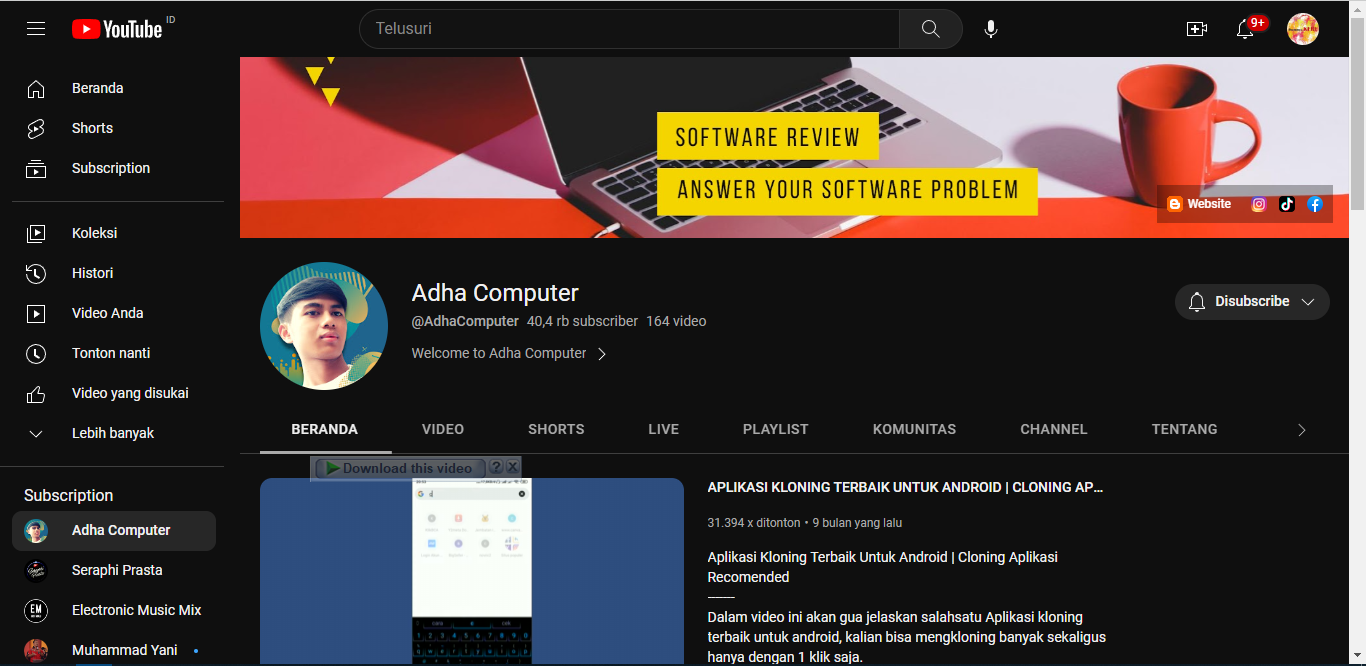 YouTube ID
Telusuri
9+
Beranda
Shorts
Subscription
Koleksi
Histori
Video Anda
Tonton nanti
Video yang disukai
Lebih banyak
Subscription
Adha Computer
Seraphi Prasta
Electronic Music Mix
Muhammad Yani
SOFTWARE REVIEW
ANSWER YOUR SOFTWARE PROBLEM
Website
Adha Computer
@AdhaComputer 40,4 rb subscriber 164 video
Welcome to Adha Computer
Disubscribe
BERANDA VIDEO SHORTS LIVE PLAYLIST KOMUNITAS CHANNEL TENTANG
Download this video ? X
APLIKASI KLONING TERBAIK UNTUK ANDROID | CLONING AP...
31.394 x ditonton • 9 bulan yang lalu
Aplikasi Kloning Terbaik Untuk Android | Cloning Aplikasi
Recomended
-------
Dalam video ini akan gua jelaskan salahsatu Aplikasi kloning
terbaik untuk android, kalian bisa mengkloning banyak sekaligus
hanya dengan 1 klik saja.